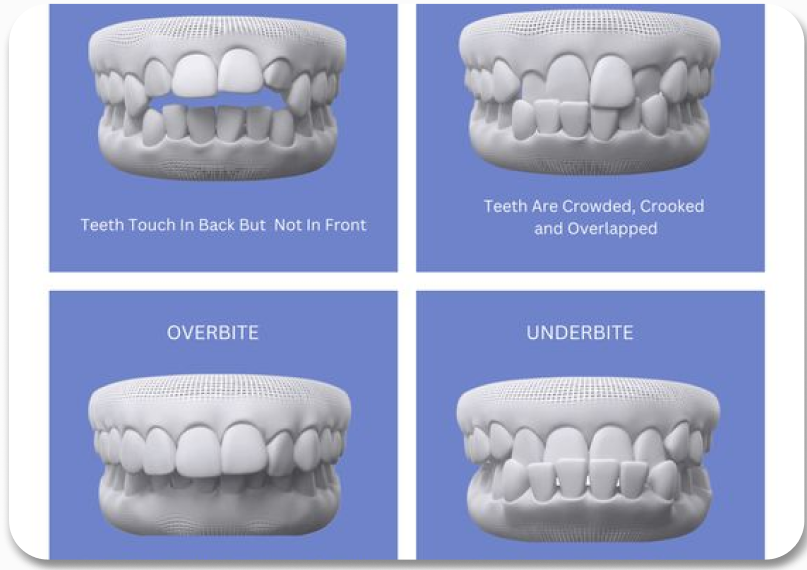 Teeth Touch In Back But Not In Front
Teeth Are Crowded, Crooked
and Overlapped
OVERBITE
UNDERBITE